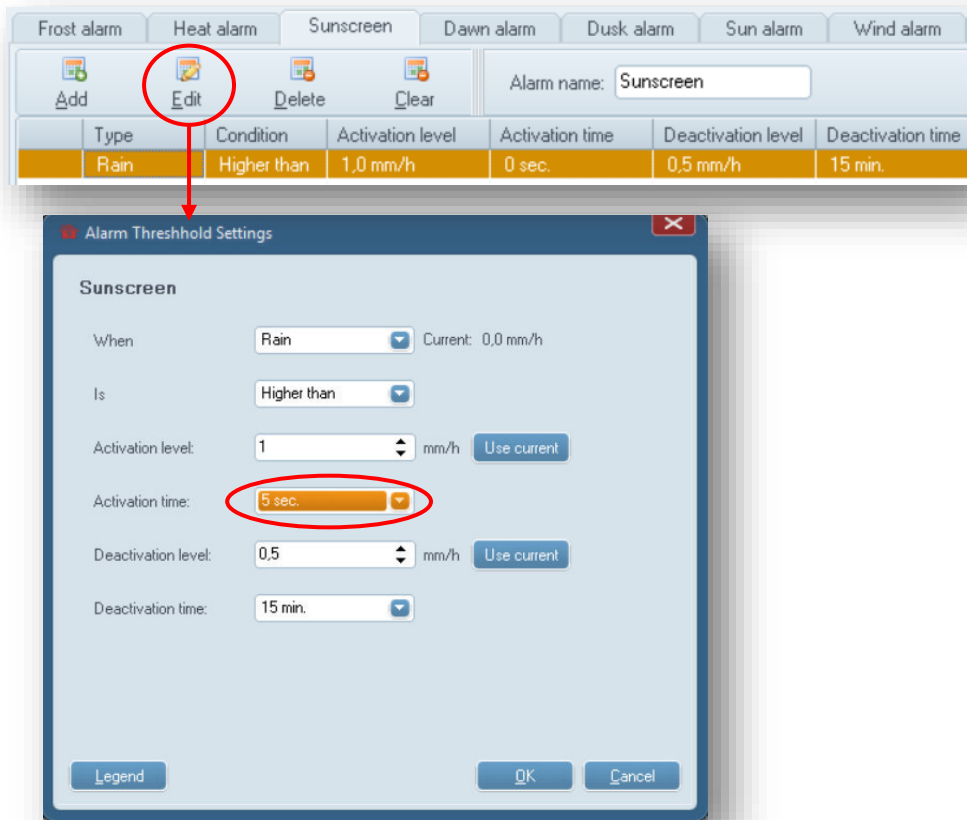 Frost alarm Heat alarm Sunscreen Dawn alarm Dusk alarm Sun alarm Wind alarm
Add Edit Delete Clear Alarm name: Sunscreen
Type Condition Activation level Activation time Deactivation level Deactivation time
Rain Higher than 1,0 mm/h 0 sec. 0,5 mm/h 15 min.
Alarm Threshhold Settings
Sunscreen
When Rain Current: 0,0 mm/h
Is Higher than
Activation level: 1 mm/h Use current
Activation time: 5 sec.
Deactivation level: 0,5 mm/h Use current
Deactivation time: 15 min.
Legend OK Cancel